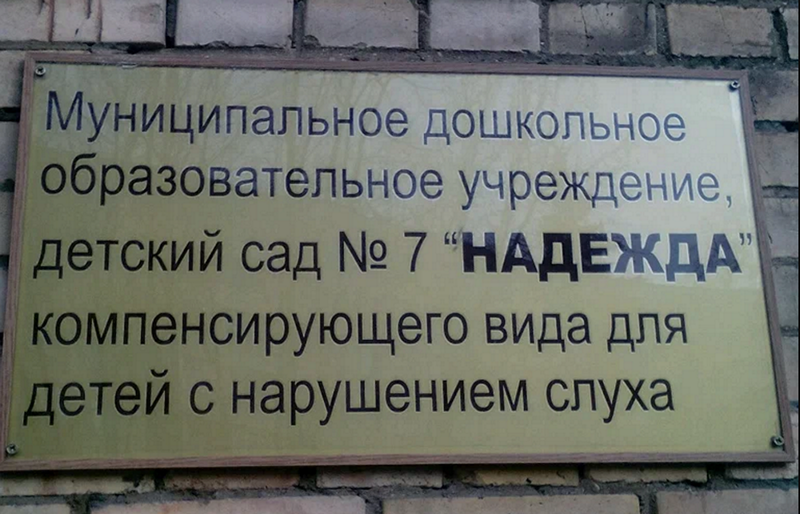 Муниципальное дошкольное
образовательное учреждение,
детский сад № 7 “НАДЕЖДА”
компенсирующего вида для
детей с нарушением слуха